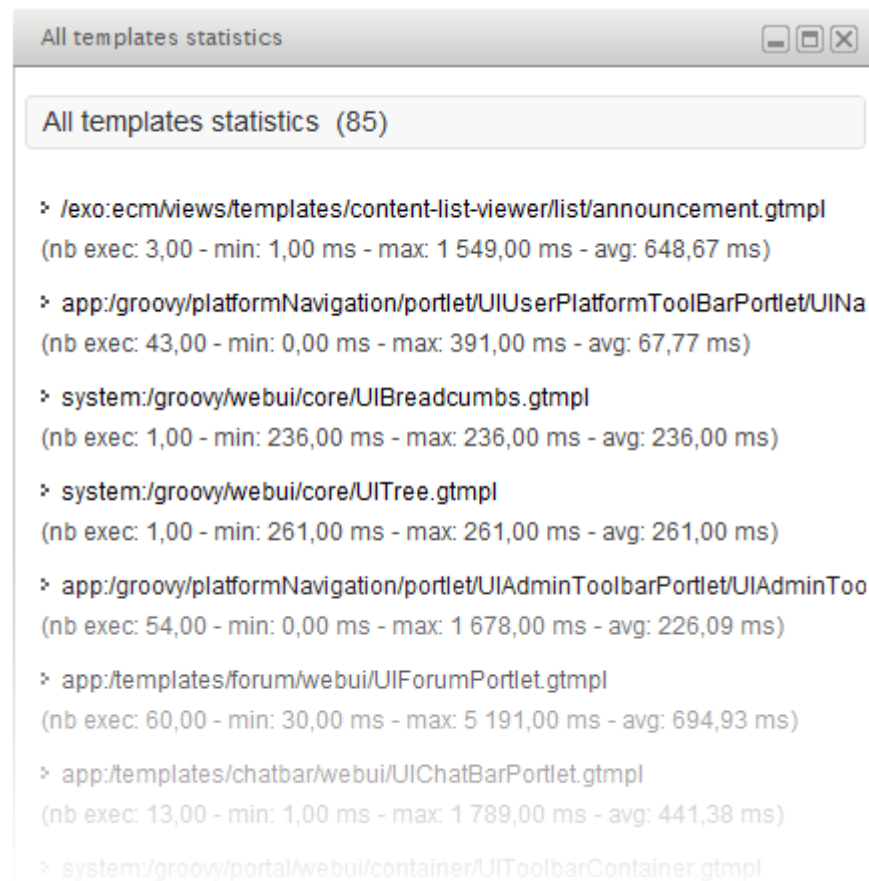 All templates statistics
All templates statistics (85)
/exo:ecm/views/templates/content-list-viewer/list/announcement.gtmpl
(nb exec: 3,00 - min: 1,00 ms - max: 1 549,00 ms - avg: 648,67 ms)
app:/groovy/platformNavigation/portlet/UIUserPlatformToolBarPortlet/UINa
(nb exec: 43,00 - min: 0,00 ms - max: 391,00 ms - avg: 67,77 ms)
system:/groovy/webui/core/UIBreadcumbs.gtmpl
(nb exec: 1,00 - min: 236,00 ms - max: 236,00 ms - avg: 236,00 ms)
system:/groovy/webui/core/UITree.gtmpl
(nb exec: 1,00 - min: 261,00 ms - max: 261,00 ms - avg: 261,00 ms)
app:/groovy/platformNavigation/portlet/UIAdminToolbarPortlet/UIAdminToo
(nb exec: 54,00 - min: 0,00 ms - max: 1 678,00 ms - avg: 226,09 ms)
app:/templates/forum/webui/UIForumPortlet.gtmpl
(nb exec: 60,00 - min: 30,00 ms - max: 5 191,00 ms - avg: 694,93 ms)
app:/templates/chatbar/webui/UIChatBarPortlet.gtmpl
(nb exec: 13,00 - min: 1,00 ms - max: 1 789,00 ms - avg: 441,38 ms)
system:/groovy/portal/webui/container/UIToolbarContainer.gtmpl